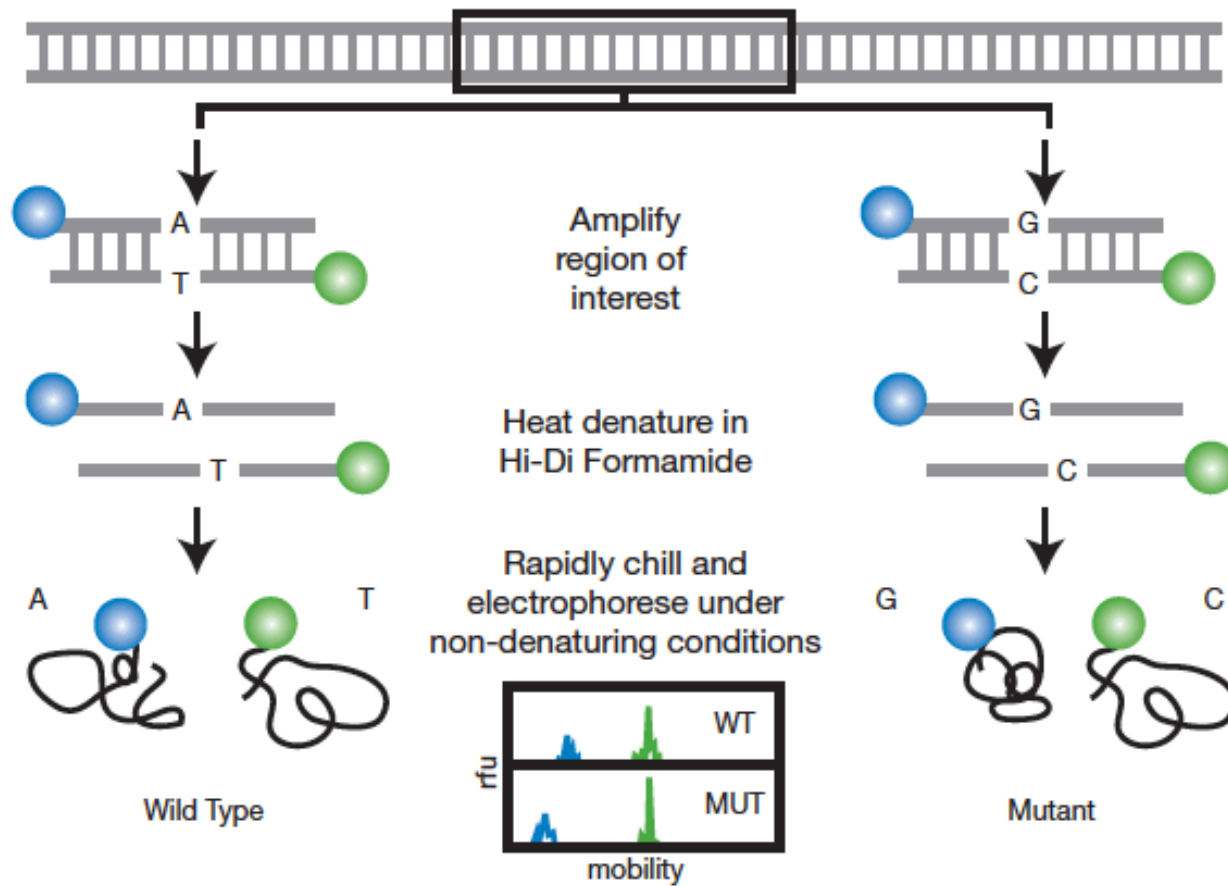 A
T
Amplify
region of
interest
G
C
A
T
Heat denature in
Hi-Di Formamide
G
C
A
T
Rapidly chill and
electrophorese under
non-denaturing conditions
G
C
Wild Type
rfu
WT
MUT
mobility
Mutant